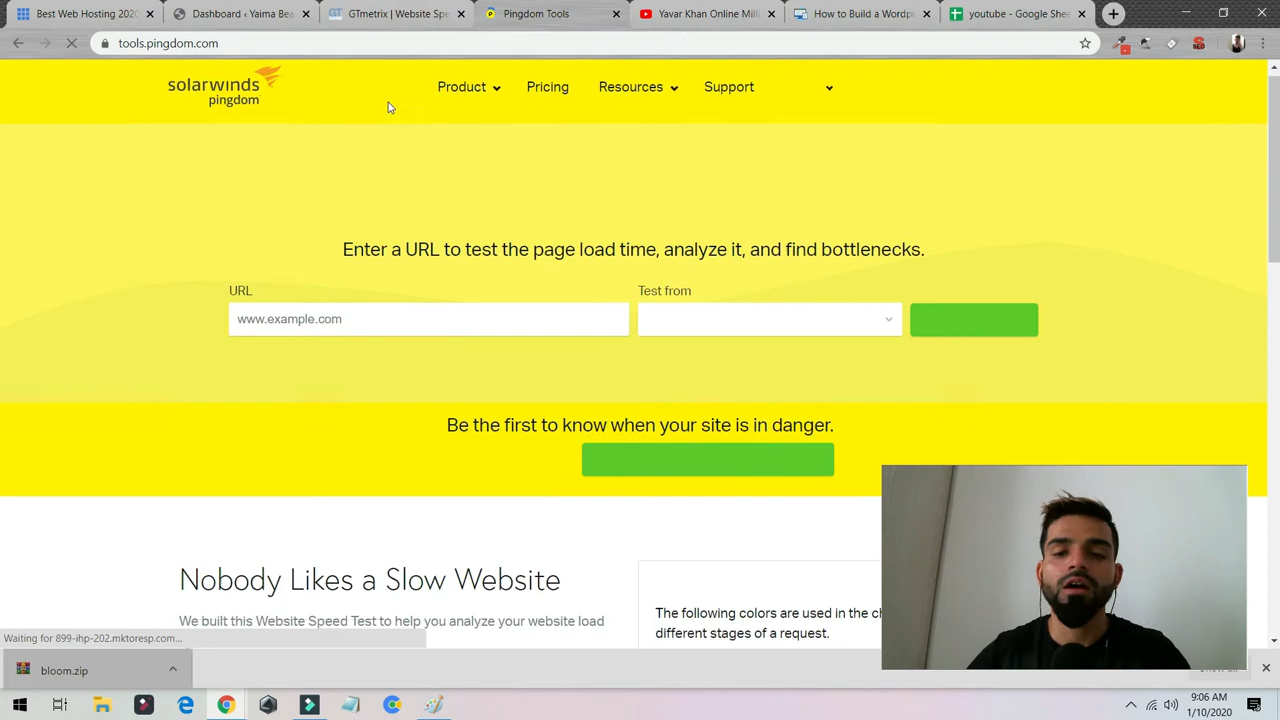 Best Web Hosting 2020
Dashboard ‹ Vima Bea
GTmetrix | Website Spe
Pingdom Tools
Yavar Khan Online Mill
How to Build a Wordpr
youtube - Google Shee
tools.pingdom.com
solarwinds
pingdom
Product
Pricing
Resources
Support
Enter a URL to test the page load time, analyze it, and find bottlenecks.
URL
Test from
www.example.com
Be the first to know when your site is in danger.
Nobody Likes a Slow Website
We built this Website Speed Test to help you analyze your website load
The following colors are used in the ch
different stages of a request.
Waiting for 899-ihp-202.mktoresp.com...
bloom.zip
9:06 AM
1/10/2020